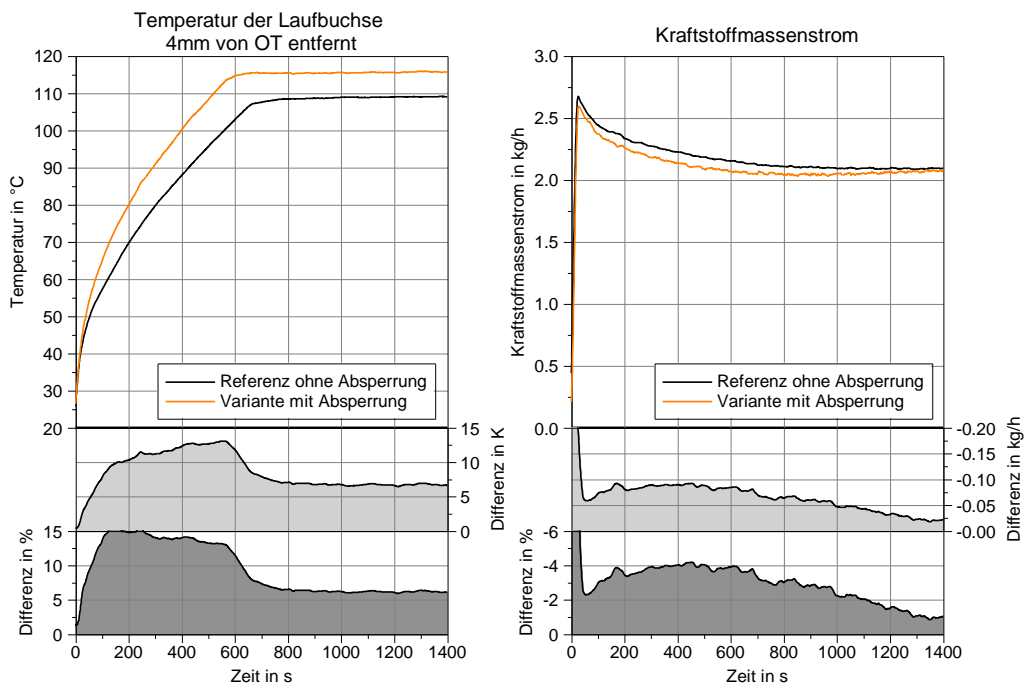 Temperatur der Laufbuchse
4mm von OT entfernt
120
110
100
90
80
70
60
50
40
30
20
Temperatur in °C
Referenz ohne Absperrung
Variante mit Absperrung
15
10
5
0
Differenz in K
15
10
5
0
Differenz in %
0 200 400 600 800 1000 1200 1400
Zeit in s
Kraftstoffmassenstrom
3.0
2.5
2.0
1.5
1.0
0.5
0.0
Kraftstoffmassenstrom in kg/h
Referenz ohne Absperrung
Variante mit Absperrung
-0.20
-0.15
-0.10
-0.05
-0.00
Differenz in kg/h
-6
-4
-2
0
Differenz in %
0 200 400 600 800 1000 1200 1400
Zeit in s